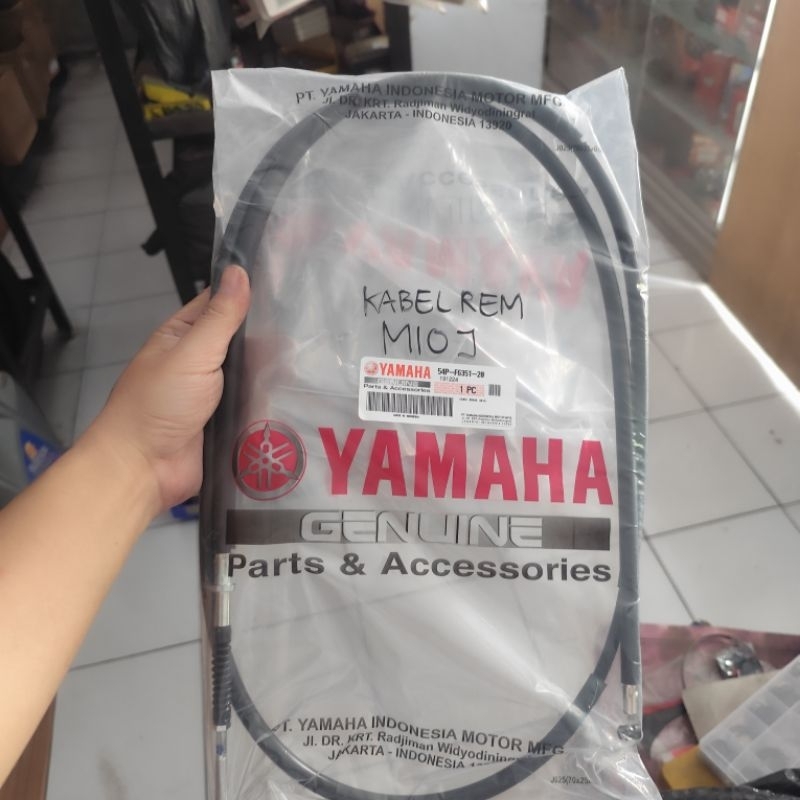 PT. YAMAHA INDONESIA MOTOR MFG
JL. DR. KRT. Radjiman Widyodiningrat
JAKARTA - INDONESIA 13920
KABEL REM
MIO J
YAMAHA
GENUINE
Parts & Accessories
54P-F6351-20
191224
1 PC
YAMAHA
GENUINE
Parts & Accessories
PT. YAMAHA INDONESIA MOTOR MFG
JL. DR. KRT. Radjiman Widyodiningrat
JAKARTA - INDONESIA